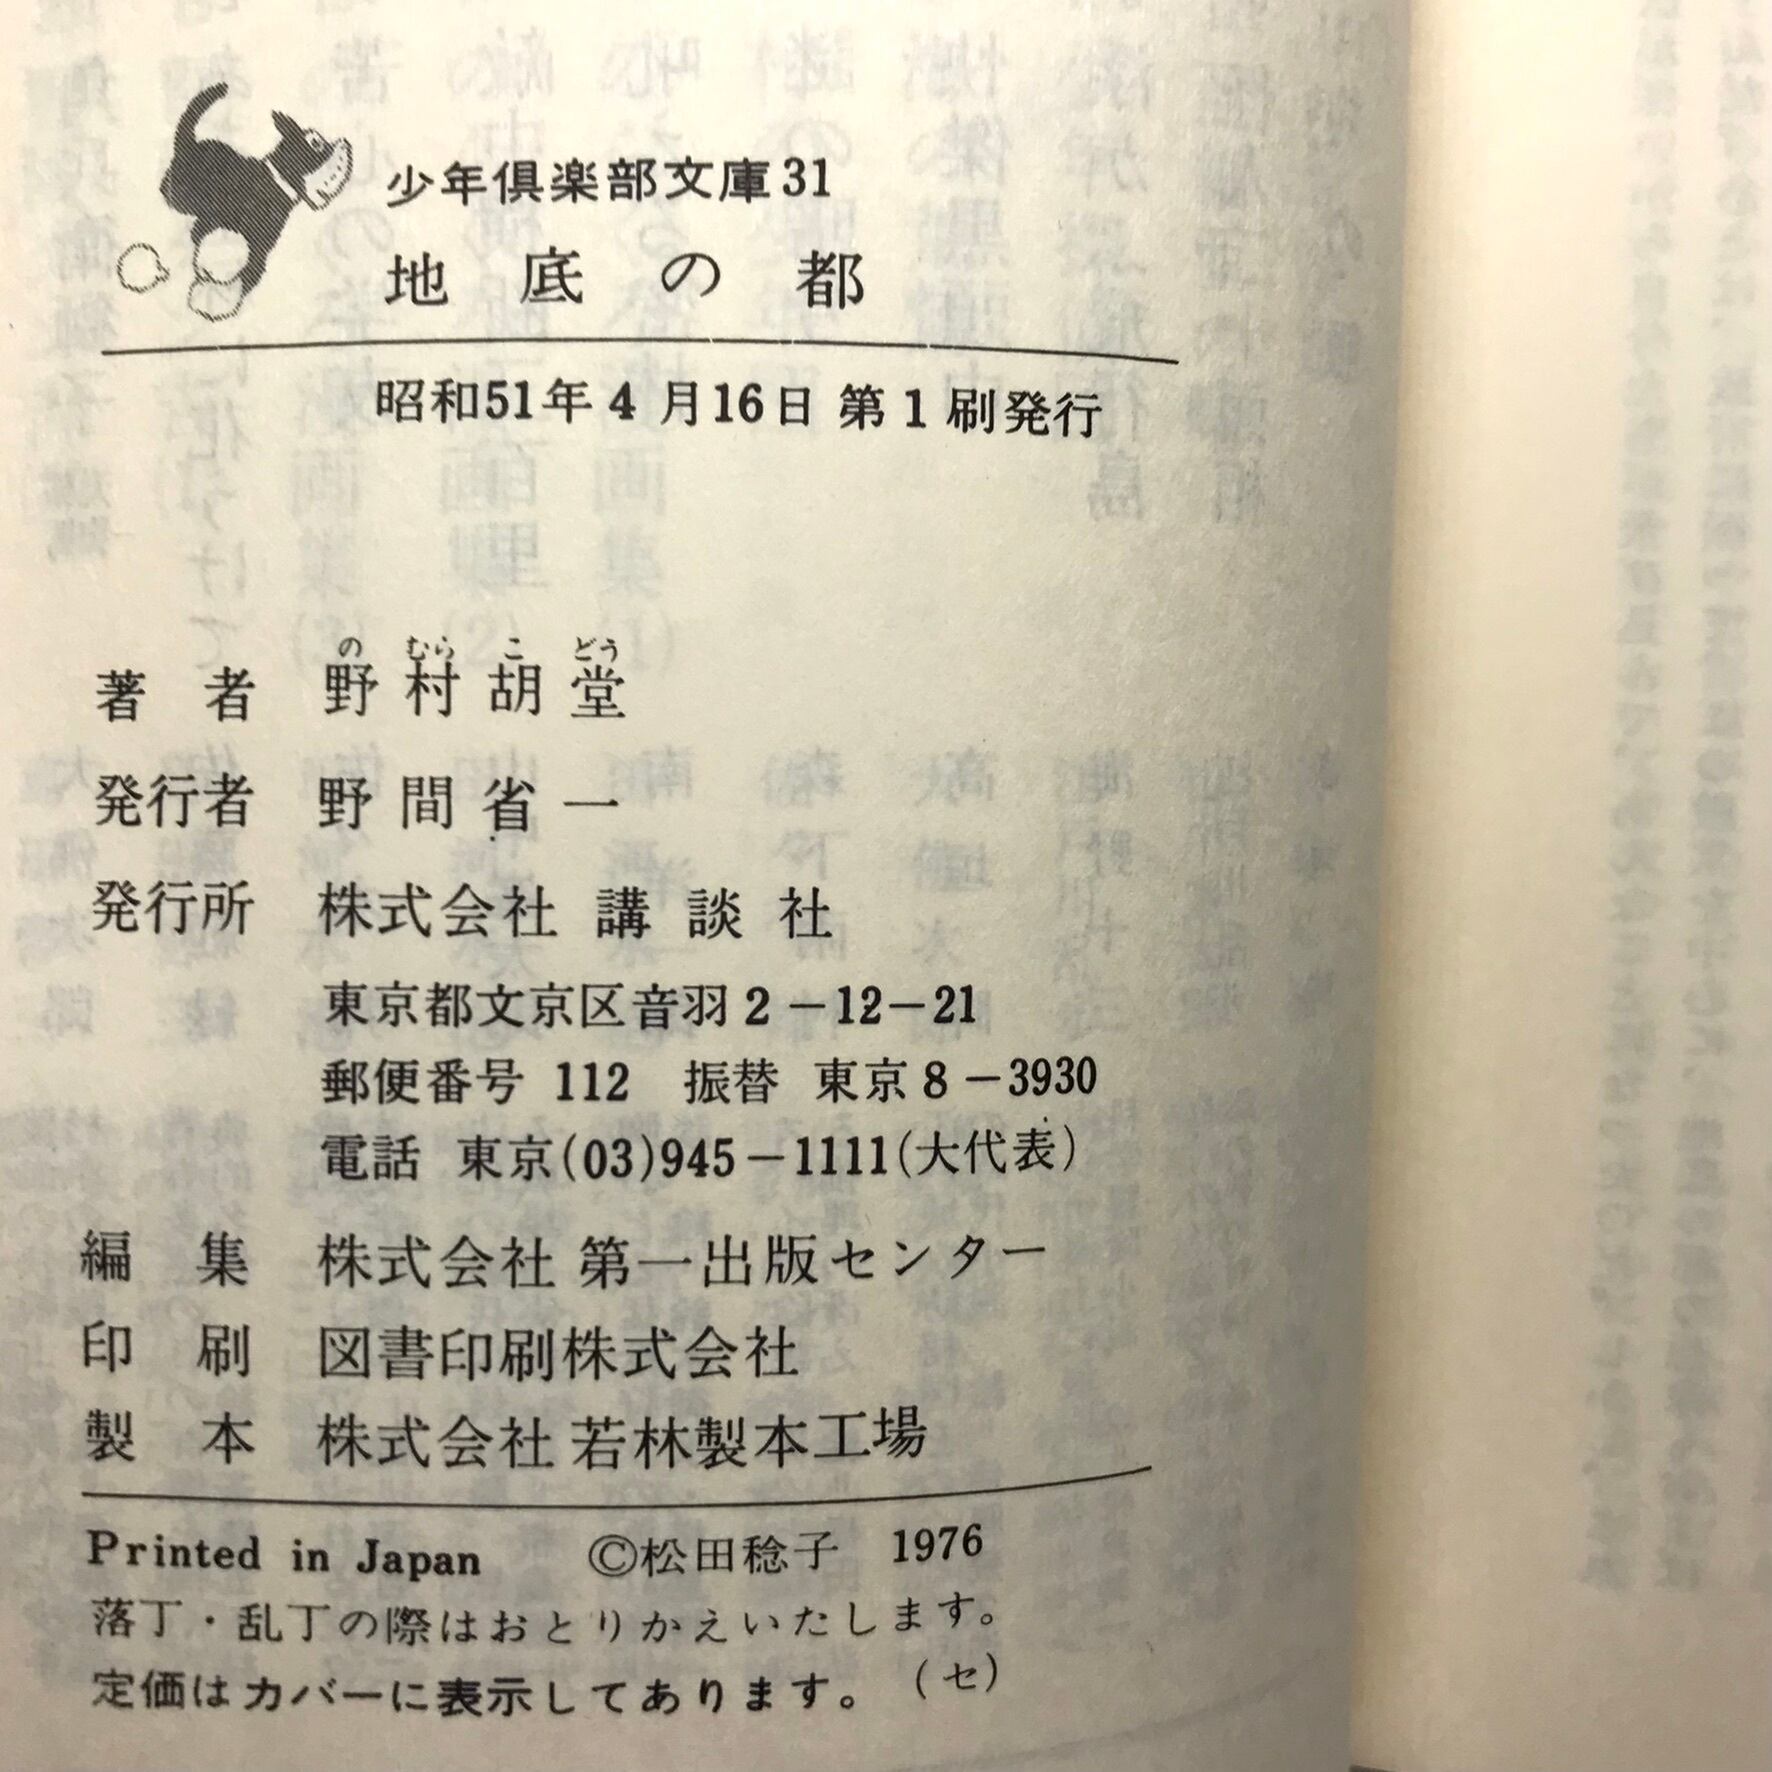 少年倶楽部文庫31
地底の都
昭和51年4月16日 第1刷発行
のむらこどう
著者 野村胡堂
発行者 野間省一
発行所 株式会社 講談社
東京都文京区音羽2-12-21
郵便番号 112 振替 東京8-3930
電話 東京(03)945-1111(大代表)
編集 株式会社 第一出版センター
印刷 図書印刷株式会社
製本 株式会社 若林製本工場
Printed in Japan ©松田稔子 1976
落丁・乱丁の際はおとりかえいたします。
定価はカバーに表示してあります。 (セ)